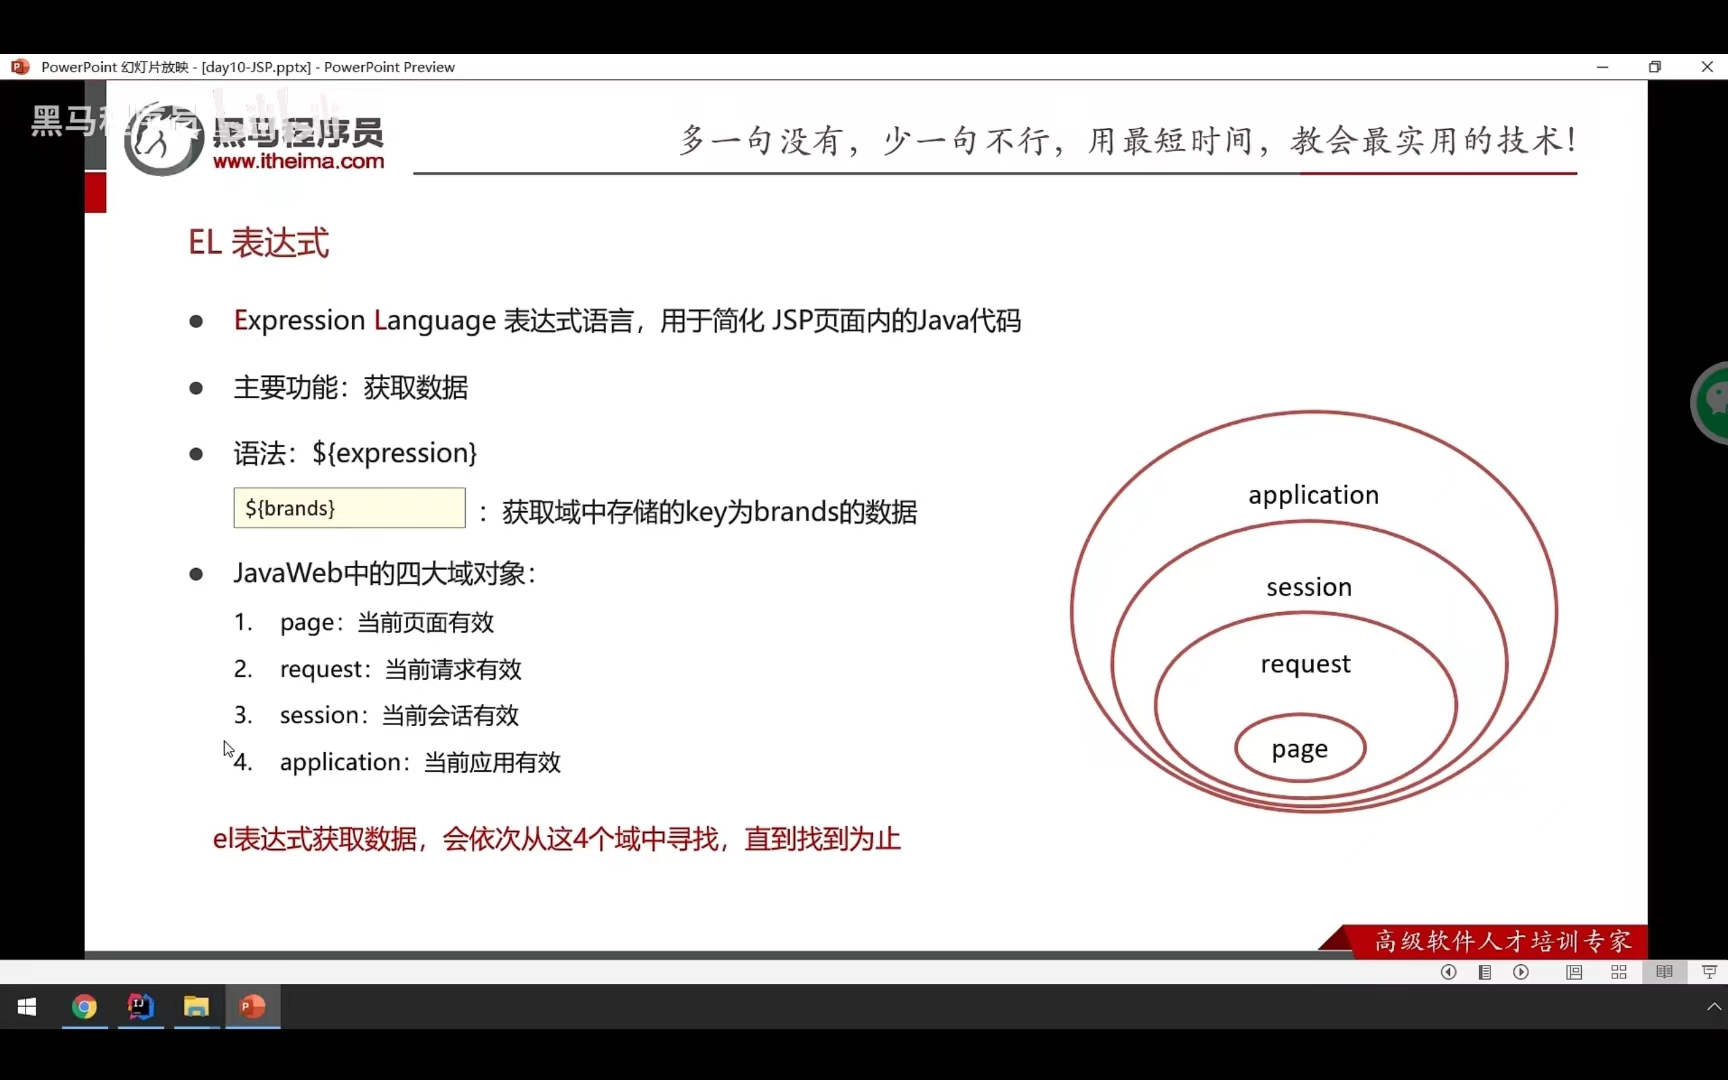 PowerPoint 幻灯片放映 - [day10-JSP.pptx] - PowerPoint Preview
黑马程序员
www.itheima.com
多一句没有，少一句不行，用最短时间，教会最实用的技术！
EL 表达式
Expression Language 表达式语言，用于简化 JSP页面内的Java代码
主要功能：获取数据
语法：${expression}
${brands}
：获取域中存储的key为brands的数据
JavaWeb中的四大域对象：
1. page：当前页面有效
2. request：当前请求有效
3. session：当前会话有效
4. application：当前应用有效
el表达式获取数据，会依次从这4个域中寻找，直到找到为止
application
session
request
page
高级软件人才培训专家